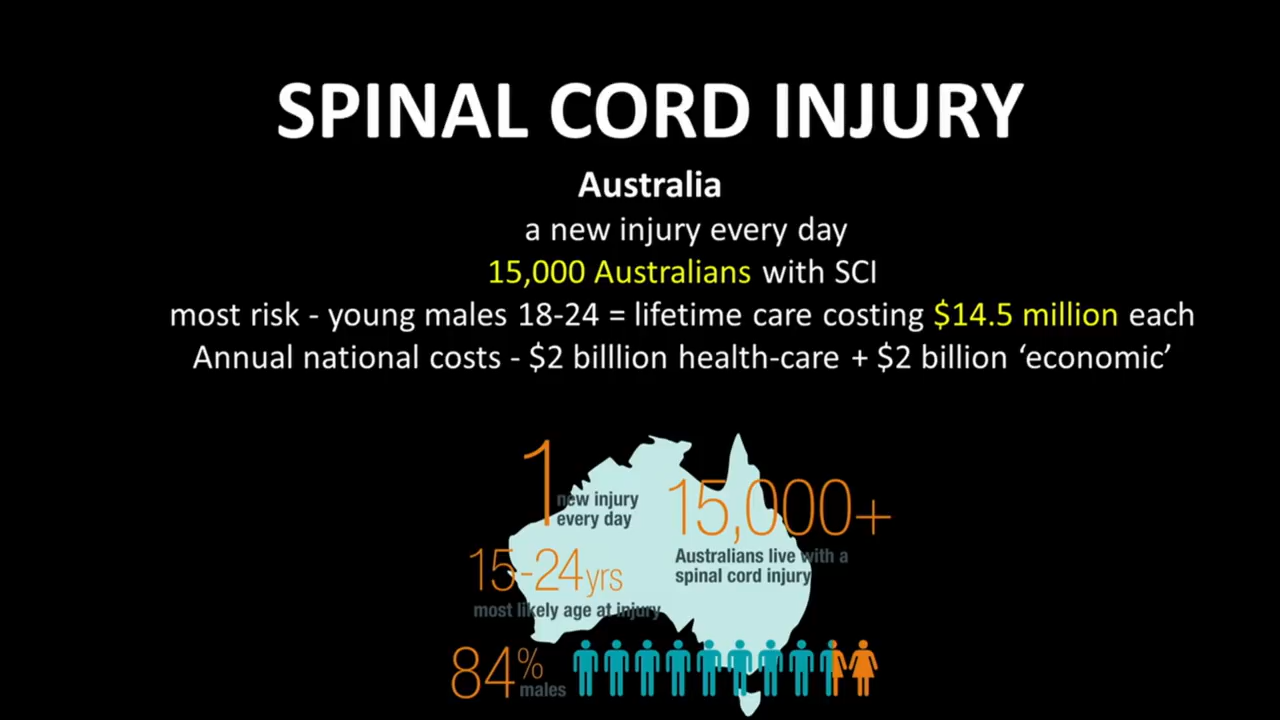 SPINAL CORD INJURY
Australia
a new injury every day
15,000 Australians with SCI
most risk - young males 18-24 = lifetime care costing $14.5 million each
Annual national costs - $2 billlion health-care + $2 billion ‘economic’
1 new injury
every day
15,000+
Australians live with a
spinal cord injury
15-24yrs
most likely age at injury
84% males